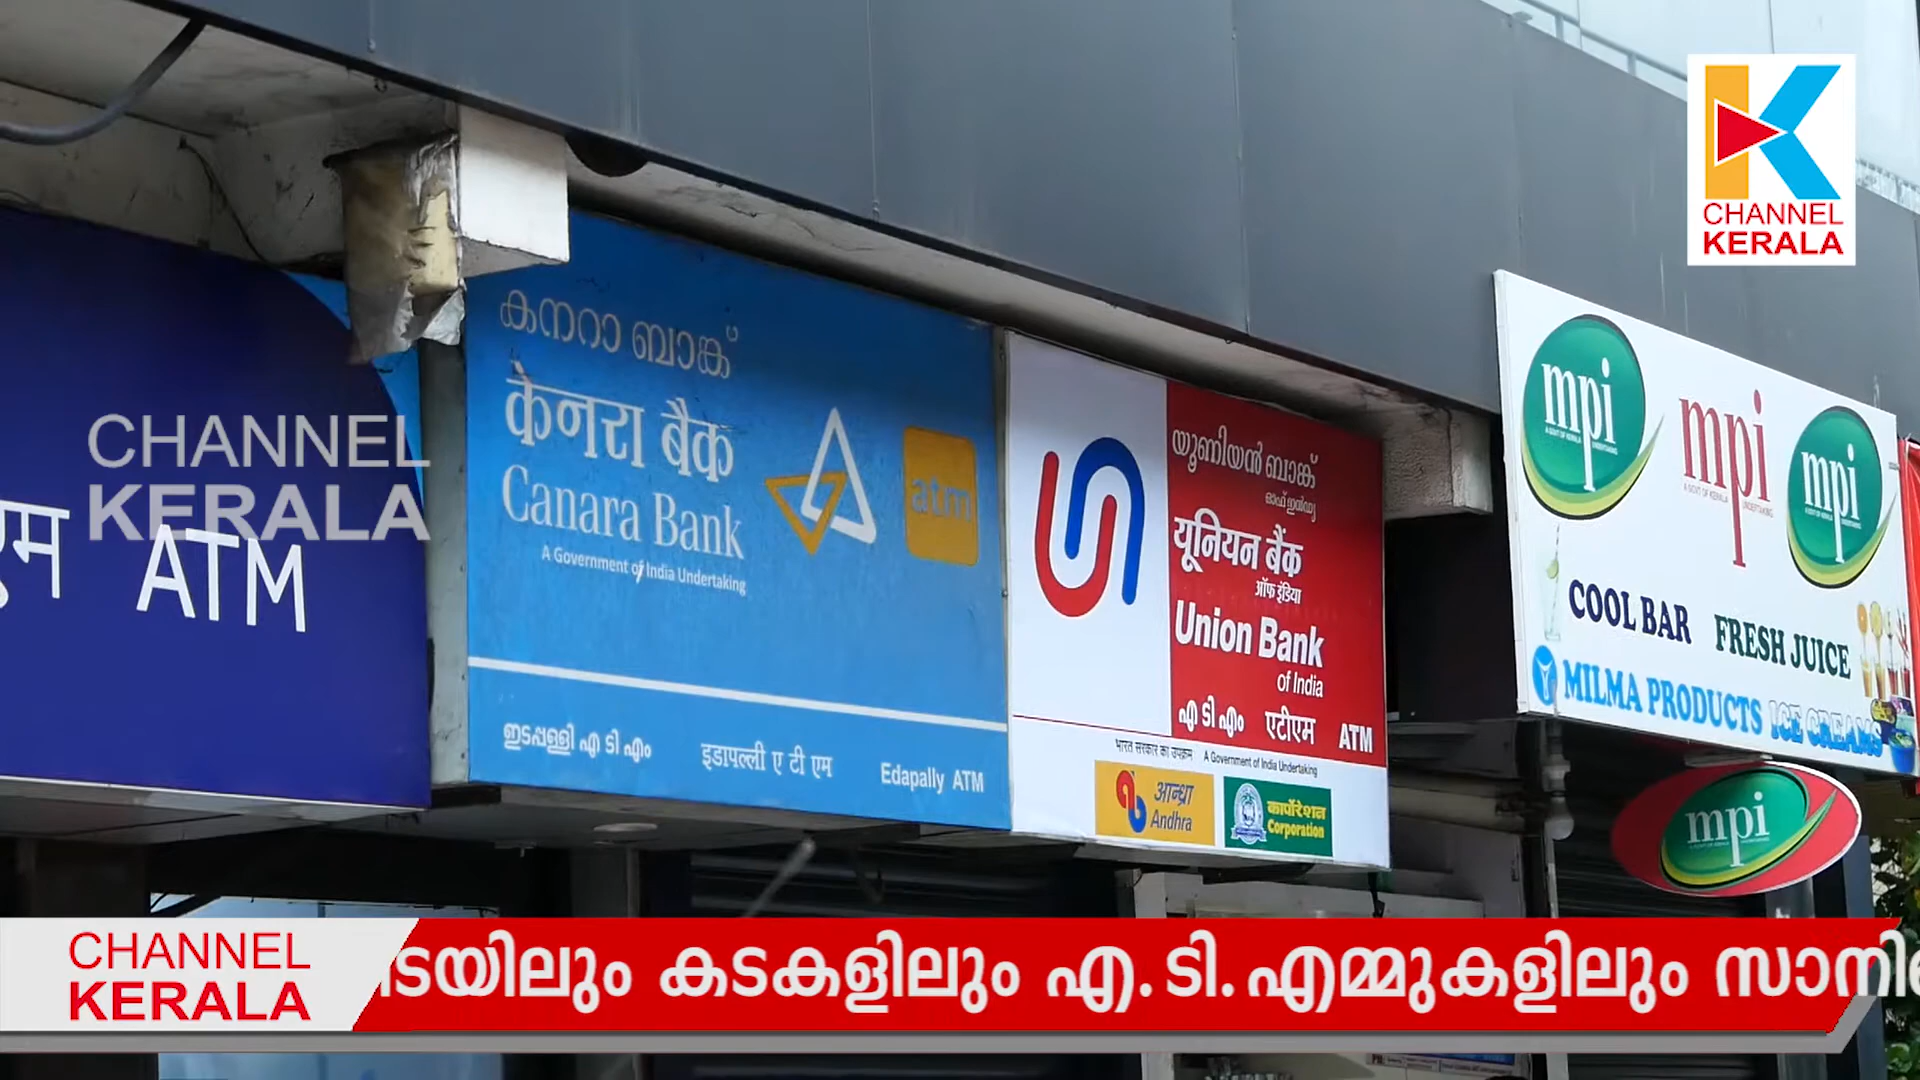 CHANNEL
KERALA
CHANNEL
KERALA
ATM
കനറാ ബാങ്ക്
केनरा बैंक
Canara Bank
A Government of India Undertaking
atm
ഇടപ്പള്ളി എ ടി എം
इडापल्ली ए टी एम
Edapally ATM
യൂണിയൻ ബാങ്ക്
ഓഫ് ഇന്ത്യ
यूनियन बैंक
ऑफ इंडिया
Union Bank
of India
എ ടി എം एटीएम ATM
भारत सरकार का उपक्रम A Government of India Undertaking
आन्ध्रा
Andhra
कार्पोरेशन
Corporation
mpi
mpi
mpi
COOL BAR FRESH JUICE
MILMA PRODUCTS ICE CREAMS
mpi
CHANNEL
KERALA
കടകളിലും എ.ടി.എമ്മുകളിലും